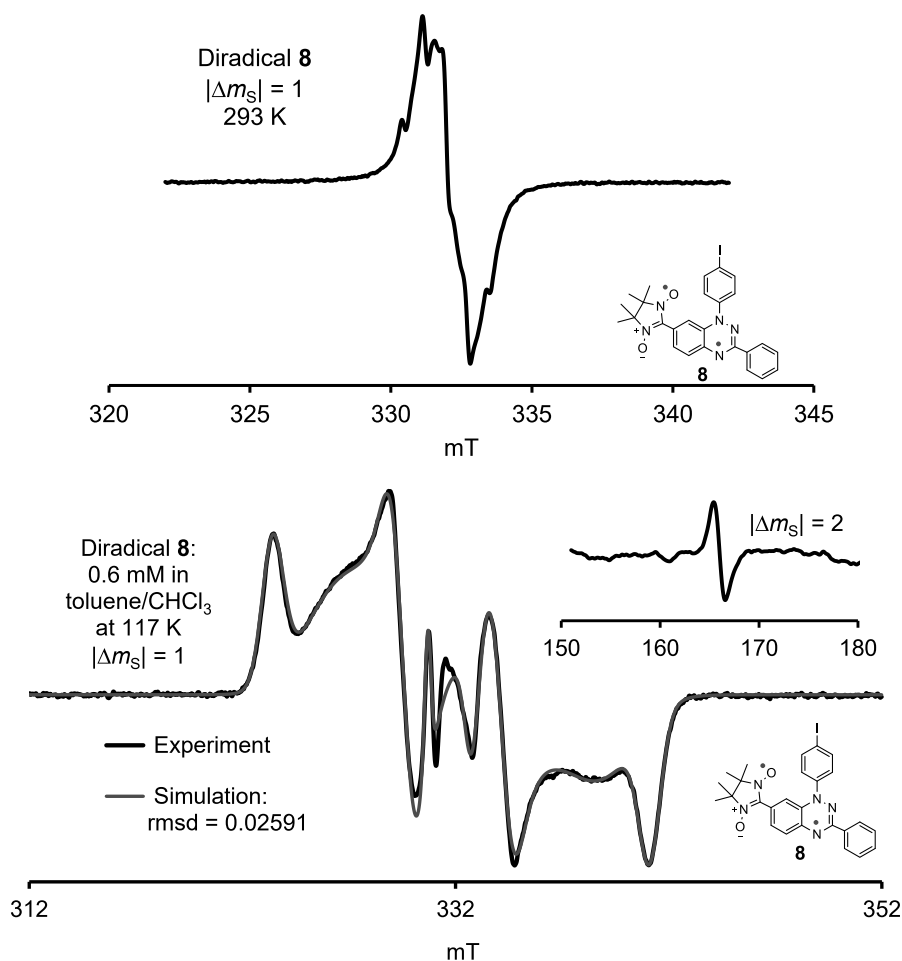 Diradical 8
|ΔmS| = 1
293 K
I
N
O
N
O
+
−
N
N
N
8
320 325 330 335 340 345
mT
Diradical 8:
0.6 mM in
toluene/CHCl3
at 117 K
|ΔmS| = 1
|ΔmS| = 2
150 160 170 180
Experiment
Simulation:
rmsd = 0.02591
I
N
O
N
O
+
−
N
N
N
8
312 332 352
mT